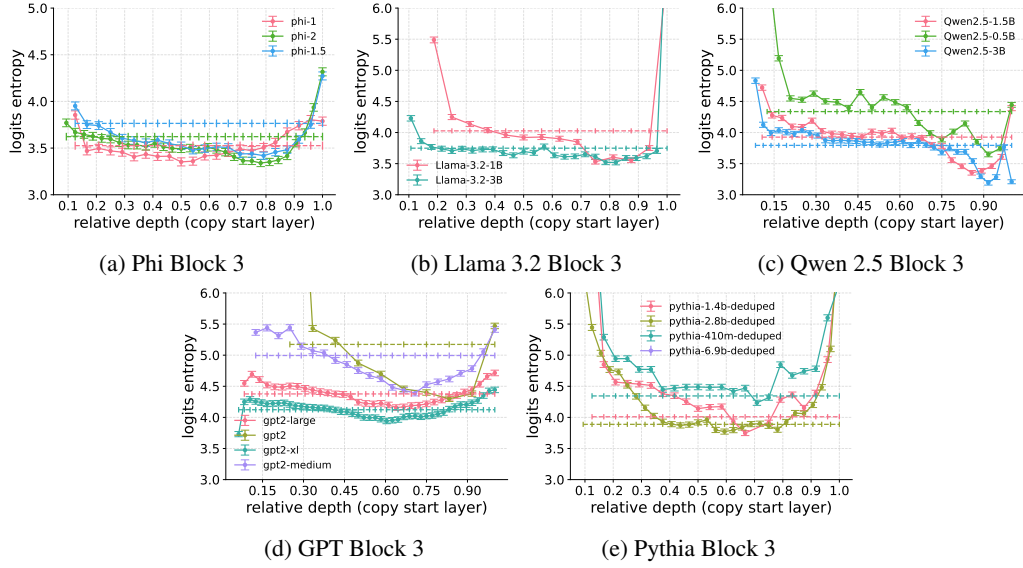 6.0
5.5
5.0
4.5
4.0
3.5
3.0
logits entropy
5.0
4.5
4.0
3.5
3.0
logits entropy
phi-1
phi-2
phi-1.5
0.1 0.2 0.3 0.4 0.5 0.6 0.7 0.8 0.9 1.0
relative depth (copy start layer)
(a) Phi Block 3
6.0
5.5
5.0
4.5
4.0
3.5
3.0
logits entropy
Llama-3.2-1B
Llama-3.2-3B
0.1 0.2 0.3 0.4 0.5 0.6 0.7 0.8 0.9 1.0
relative depth (copy start layer)
(b) Llama 3.2 Block 3
Qwen2.5-1.5B
Qwen2.5-0.5B
Qwen2.5-3B
0.15 0.30 0.45 0.60 0.75 0.90
relative depth (copy start layer)
(c) Qwen 2.5 Block 3
6.0
5.5
5.0
4.5
4.0
3.5
3.0
logits entropy
gpt2-large
gpt2
gpt2-xl
gpt2-medium
0.15 0.30 0.45 0.60 0.75 0.90
relative depth (copy start layer)
(d) GPT Block 3
6.0
5.5
5.0
4.5
4.0
3.5
3.0
logits entropy
pythia-1.4b-deduped
pythia-2.8b-deduped
pythia-410m-deduped
pythia-6.9b-deduped
0.1 0.2 0.3 0.4 0.5 0.6 0.7 0.8 0.9 1.0
relative depth (copy start layer)
(e) Pythia Block 3